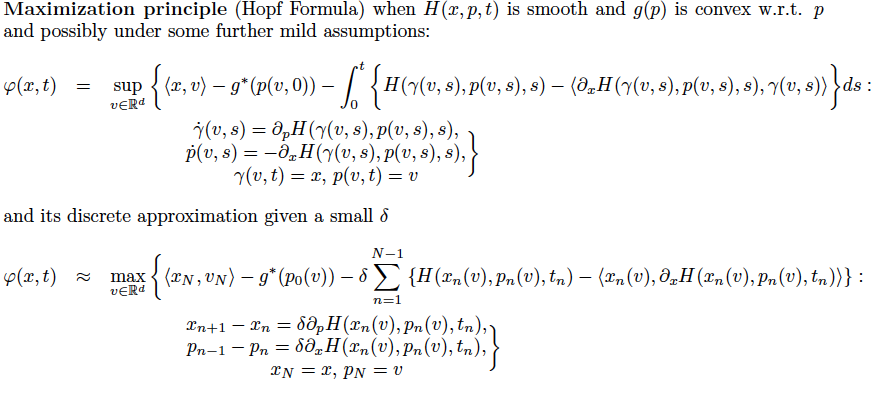 Maximization principle (Hopf Formula) when H(x, p, t) is smooth and g(p) is convex w.r.t. p
and possibly under some further mild assumptions:
φ(x, t) = sup_{v∈ℝ^d} { ⟨x, v⟩ − g*(p(v, 0)) − ∫_0^t { H(γ(v, s), p(v, s), s) − ⟨∂_x H(γ(v, s), p(v, s), s), γ(v, s)⟩ } ds :
γ̇(v, s) = ∂_p H(γ(v, s), p(v, s), s),
ṗ(v, s) = −∂_x H(γ(v, s), p(v, s), s), }
γ(v, t) = x, p(v, t) = v
and its discrete approximation given a small δ
φ(x, t) ≈ max_{v∈ℝ^d} { ⟨x_N, v_N⟩ − g*(p_0(v)) − δ ∑_{n=1}^{N−1} {H(x_n(v), p_n(v), t_n) − ⟨x_n(v), ∂_x H(x_n(v), p_n(v), t_n)⟩} :
x_{n+1} − x_n = δ∂_p H(x_n(v), p_n(v), t_n),
p_{n−1} − p_n = δ∂_x H(x_n(v), p_n(v), t_n), }
x_N = x, p_N = v